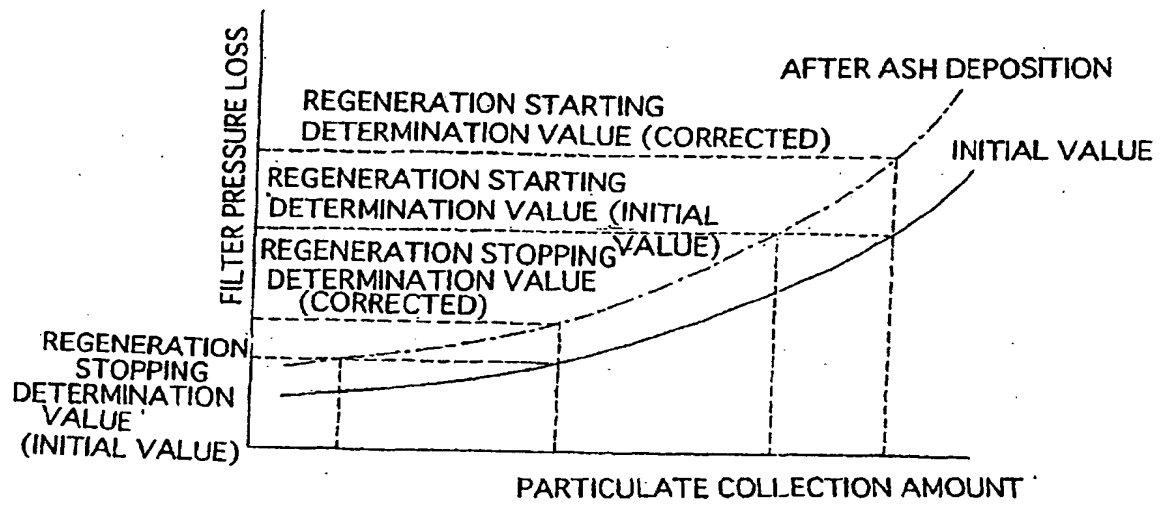 FILTER PRESSURE LOSS
AFTER ASH DEPOSITION
REGENERATION STARTING
DETERMINATION VALUE (CORRECTED)
INITIAL VALUE
REGENERATION STARTING
DETERMINATION VALUE (INITIAL
VALUE)
REGENERATION STOPPING
DETERMINATION VALUE
(CORRECTED)
REGENERATION
STOPPING
DETERMINATION
VALUE
(INITIAL VALUE)
PARTICULATE COLLECTION AMOUNT